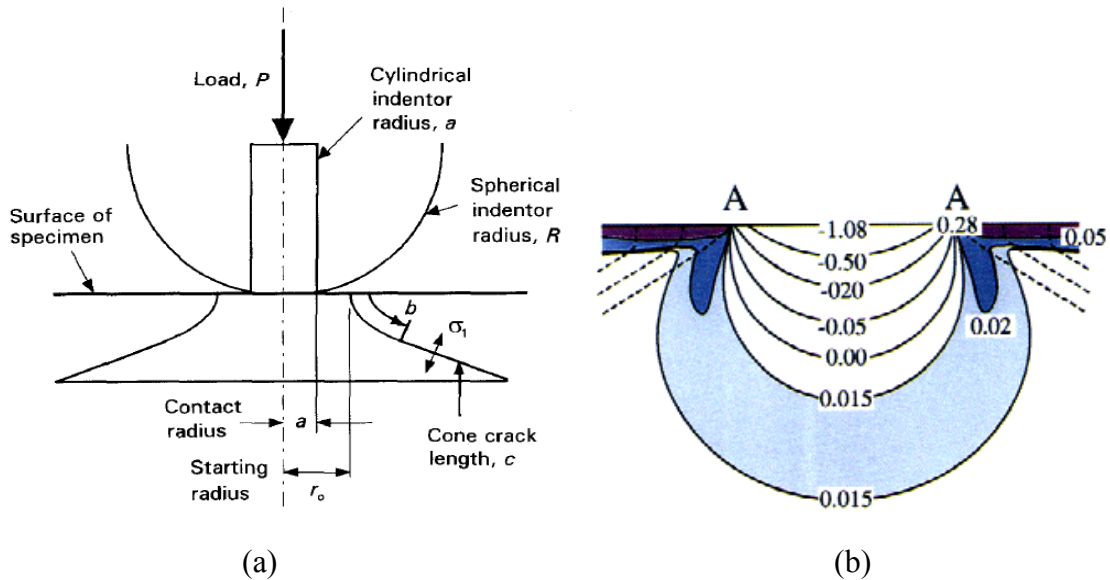 Load, P
Cylindrical
indentor
radius, a
Surface of
specimen
Spherical
indentor
radius, R
b
σ₁
Contact
radius
a
Cone crack
length, c
Starting
radius
rₒ
(a)
A A
-1.08
0.28
0.05
-0.50
-020
-0.05
0.02
0.00
0.015
0.015
(b)